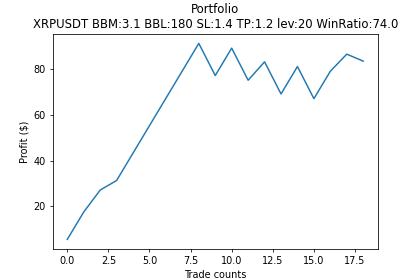 Portfolio
XRPUSDT BBM:3.1 BBL:180 SL:1.4 TP:1.2 lev:20 WinRatio:74.0
80
60
40
20
Profit ($)
0.0 2.5 5.0 7.5 10.0 12.5 15.0 17.5
Trade counts